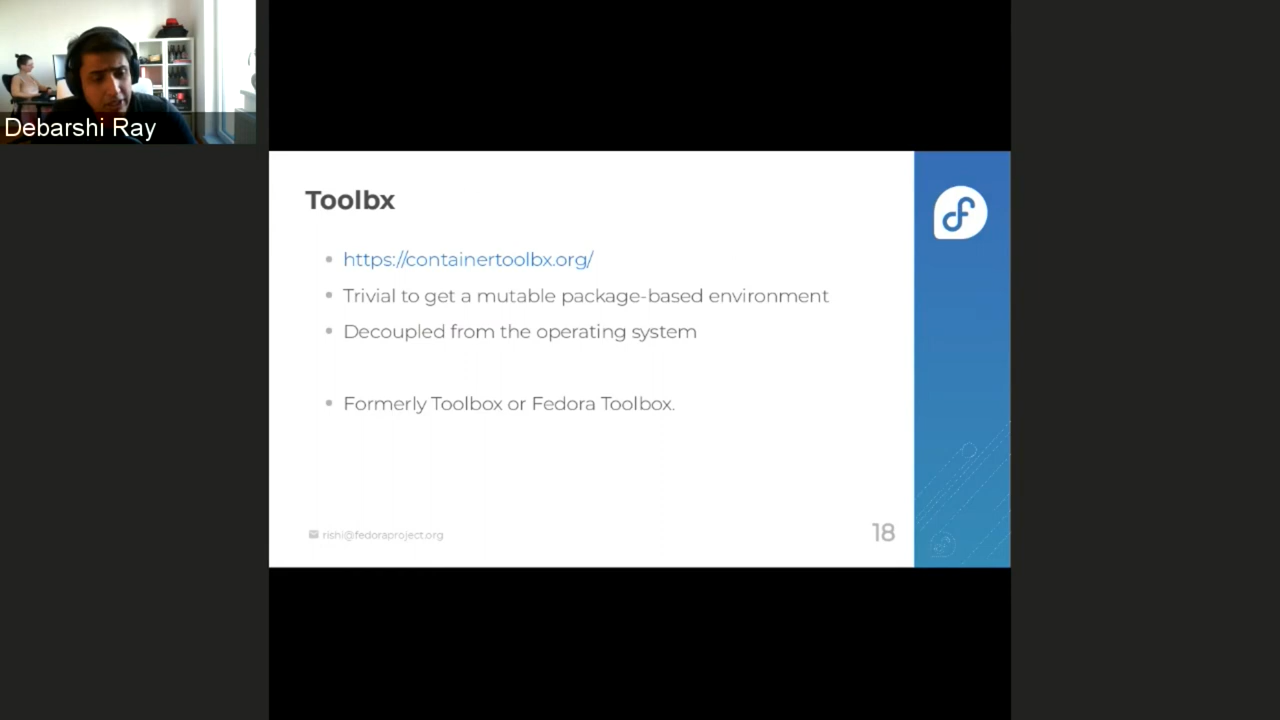 Debarshi Ray
Toolbx
https://containertoolbx.org/
Trivial to get a mutable package-based environment
Decoupled from the operating system
Formerly Toolbox or Fedora Toolbox.
rishi@fedoraproject.org
18